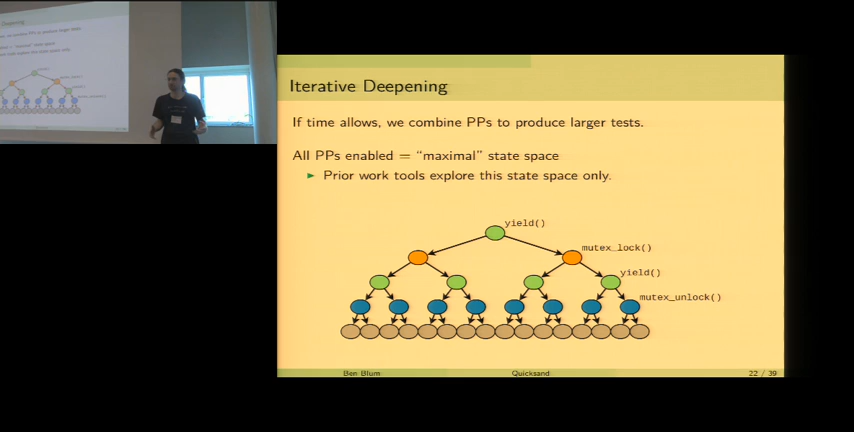 Iterative Deepening
If time allows, we combine PPs to produce larger tests.
All PPs enabled = “maximal” state space
► Prior work tools explore this state space only.
yield()
mutex_lock()
yield()
mutex_unlock()
Ben Blum Quicksand 22 / 39